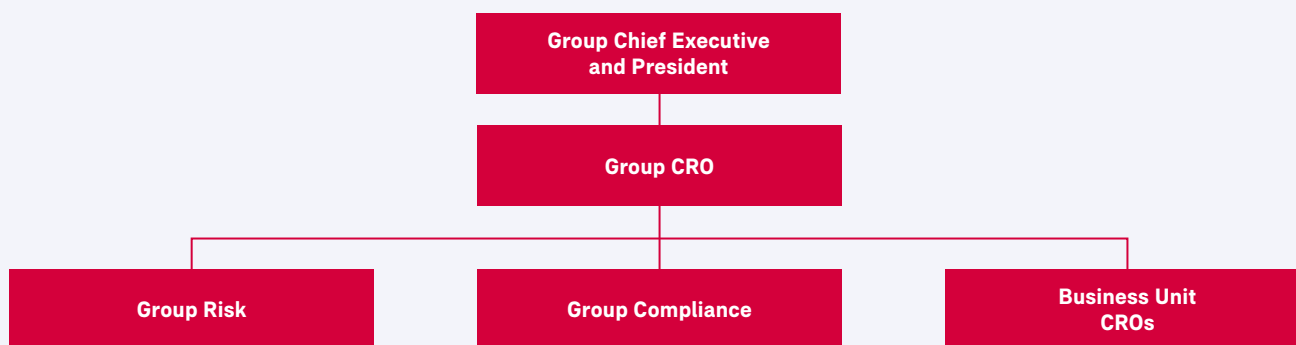 Group Chief Executive
and President
Group CRO
Group Risk
Group Compliance
Business Unit
CROs